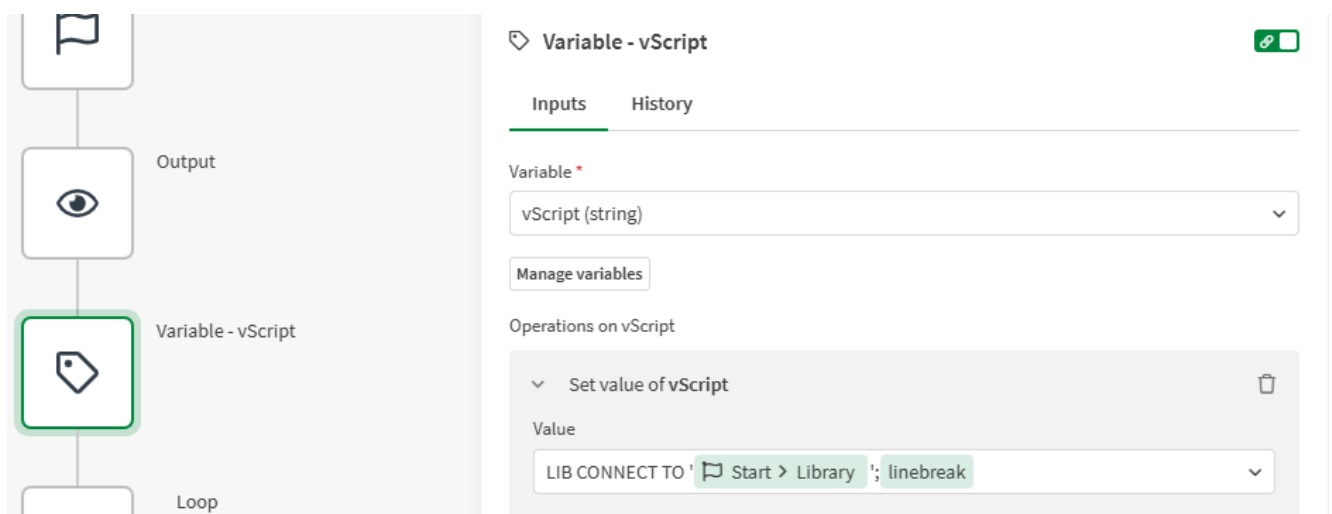 Output
Variable - vScript
Loop
Variable - vScript
Inputs History
Variable *
vScript (string)
Manage variables
Operations on vScript
Set value of vScript
Value
LIB CONNECT TO ' Start > Library '; linebreak